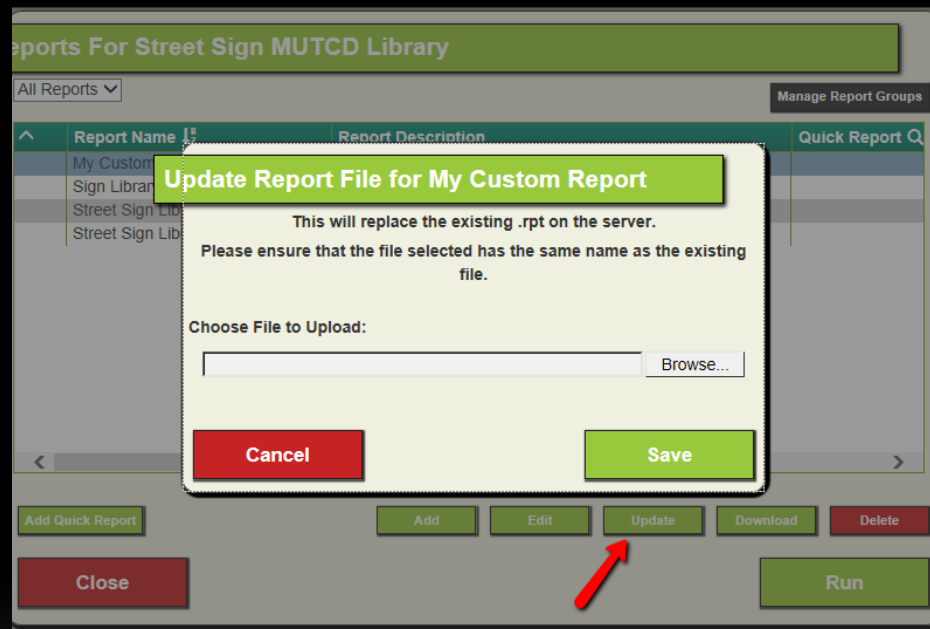 eports For Street Sign MUTCD Library
All Reports
Manage Report Groups
Report Name
Report Description
Quick Report
My Custom
Sign Librar
Street Sign Lib
Street Sign Lib
Update Report File for My Custom Report
This will replace the existing .rpt on the server.
Please ensure that the file selected has the same name as the existing
file.
Choose File to Upload:
Browse...
Cancel
Save
Add Quick Report
Add
Edit
Update
Download
Delete
Close
Run